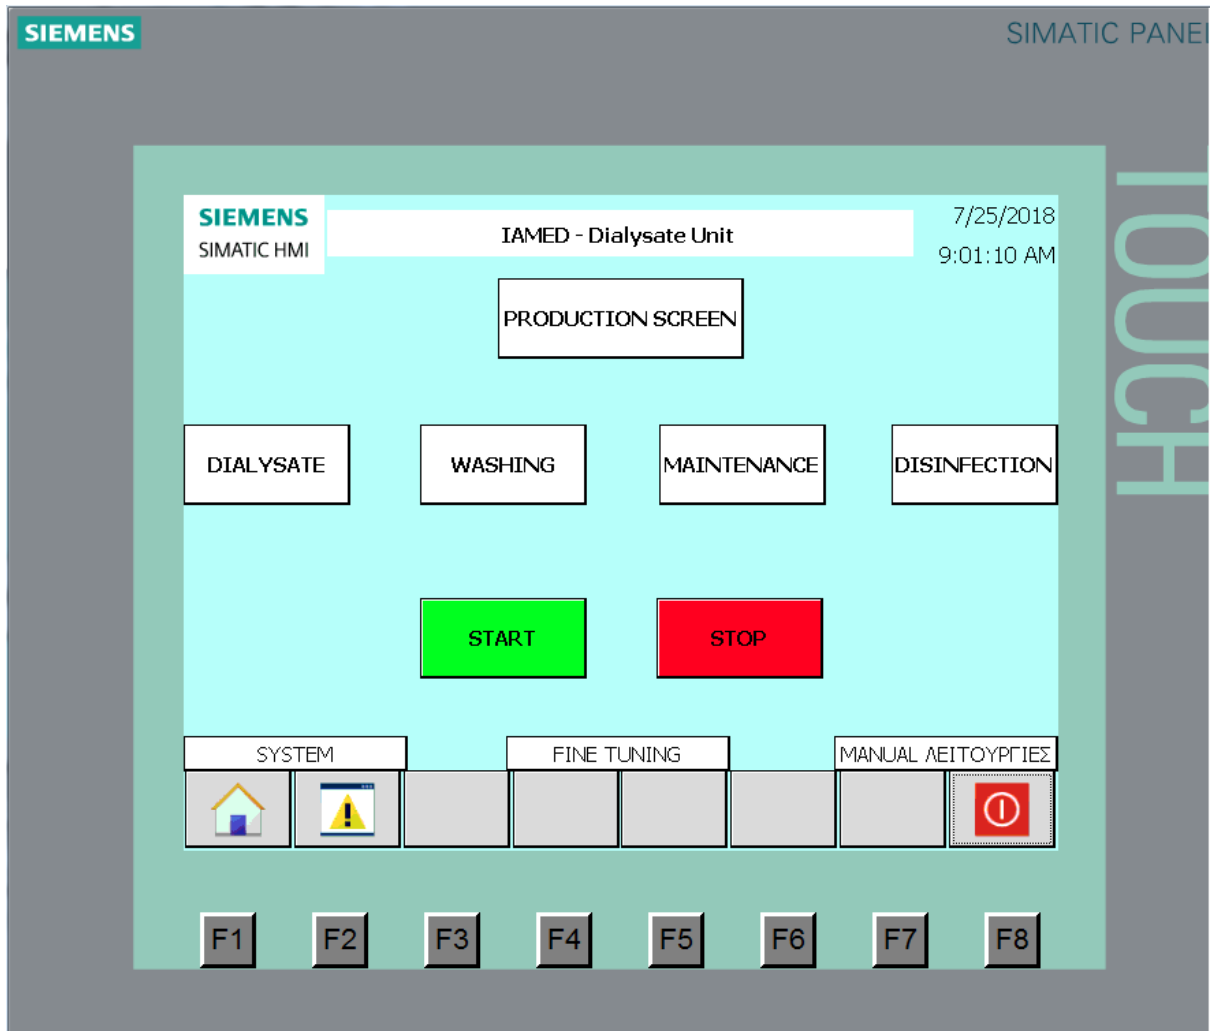 SIEMENS
SIMATIC PANEL
TOUCH
SIEMENS
SIMATIC HMI
IAMED - Dialysate Unit
7/25/2018
9:01:10 AM
PRODUCTION SCREEN
DIALYSATE
WASHING
MAINTENANCE
DISINFECTION
START
STOP
SYSTEM
FINE TUNING
MANUAL ΛΕΙΤΟΥΡΓΙΕΣ
F1
F2
F3
F4
F5
F6
F7
F8